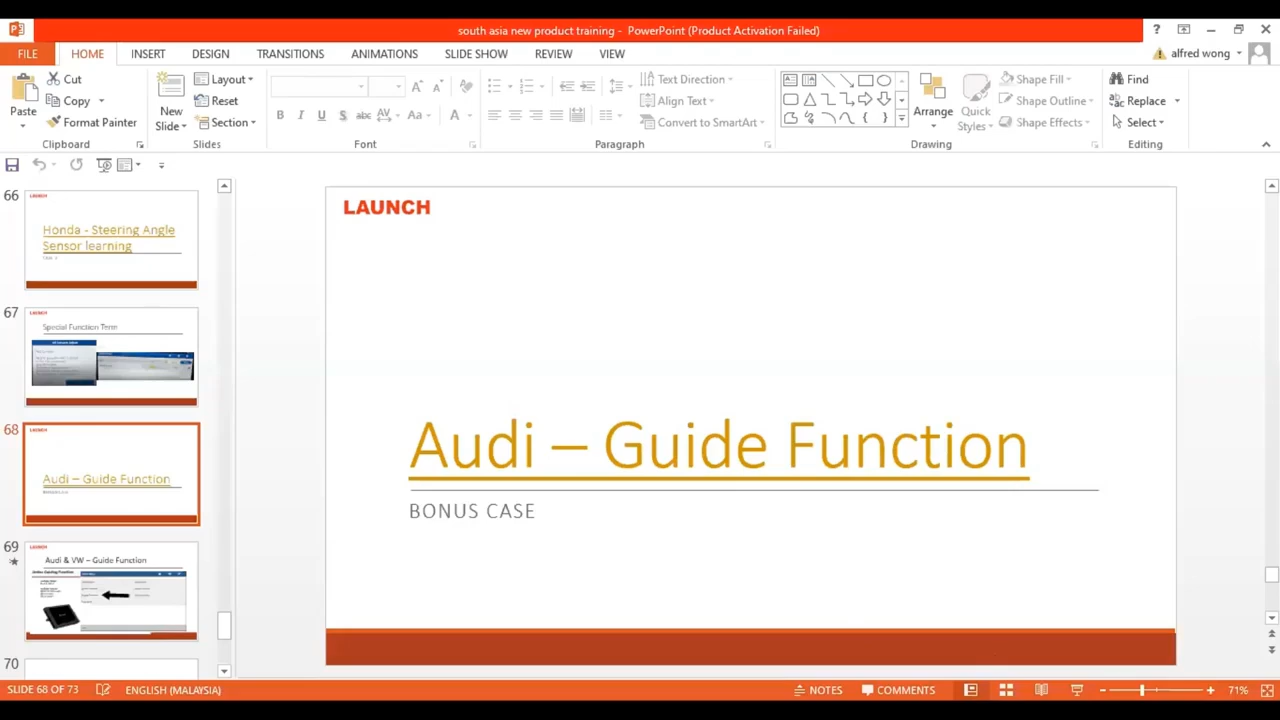 south asia new product training - PowerPoint (Product Activation Failed)
FILE
HOME
INSERT
DESIGN
TRANSITIONS
ANIMATIONS
SLIDE SHOW
REVIEW
VIEW
alfred wong
Paste
Cut
Copy
Format Painter
Clipboard
New Slide
Layout
Reset
Section
Slides
Font
Text Direction
Align Text
Convert to SmartArt
Paragraph
Arrange
Quick Styles
Shape Fill
Shape Outline
Shape Effects
Drawing
Find
Replace
Select
Editing
66
LAUNCH
Honda - Steering Angle
Sensor learning
67
LAUNCH
Special Function Term
68
LAUNCH
Audi – Guide Function
69
LAUNCH
Audi & VW – Guide Function
70
LAUNCH
Audi – Guide Function
BONUS CASE
SLIDE 68 OF 73
ENGLISH (MALAYSIA)
NOTES
COMMENTS
71%